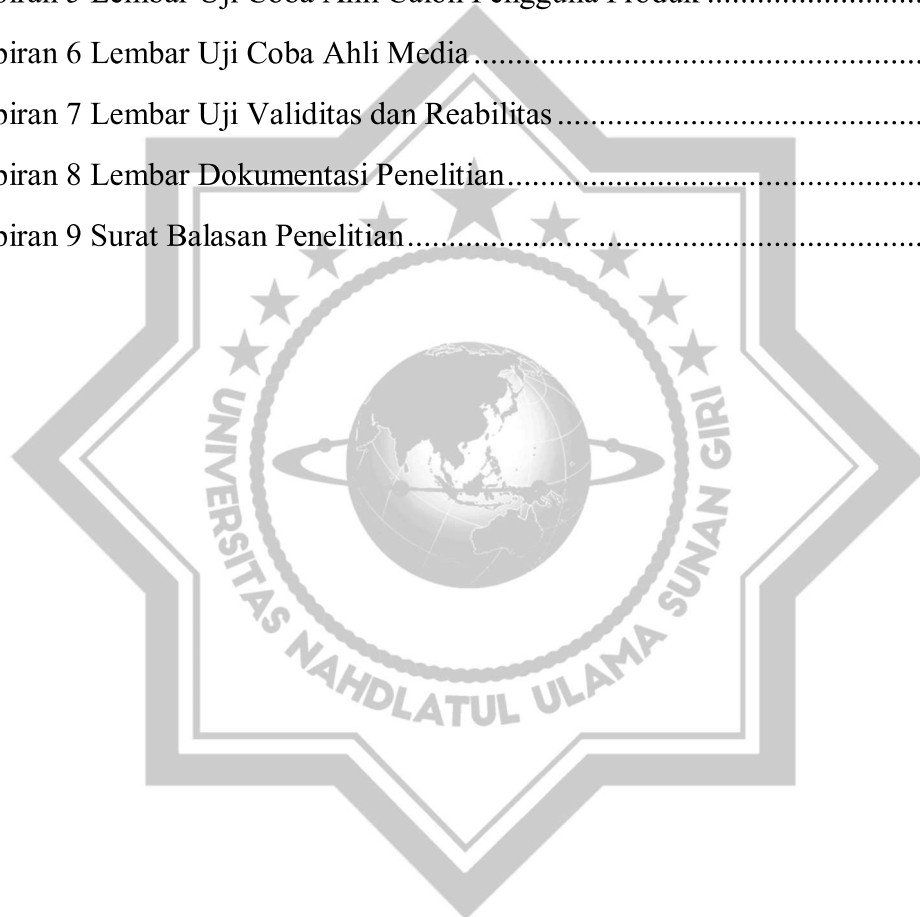 piran 5 Lembar Uji Coba Ahli Calon Pengguna Produk ..........................
piran 6 Lembar Uji Coba Ahli Media ......................................................
piran 7 Lembar Uji Validitas dan Reabilitas ............................................
piran 8 Lembar Dokumentasi Penelitian..................................................
piran 9 Surat Balasan Penelitian..............................................................
UNIVERSITAS NAHDLATUL ULAMA SUNAN GIRI